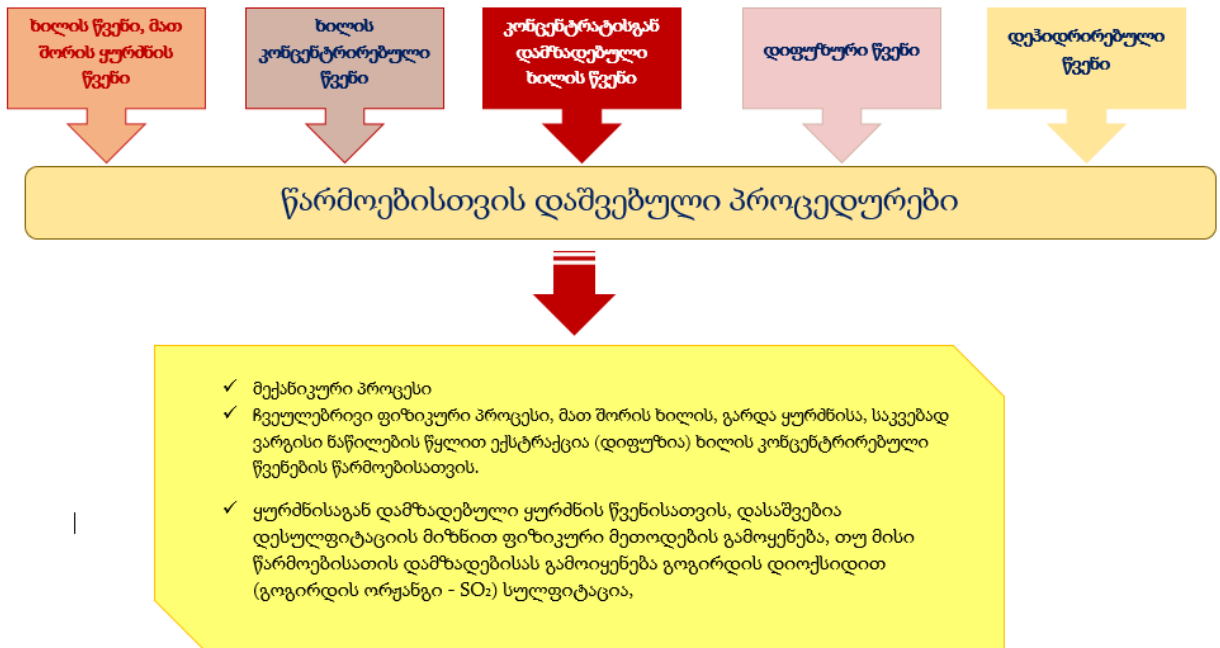 ხილის წვენი, მათ
შორის ყურძნის
წვენი
ხილის
კონცენტრირებული
წვენი
კონცენტრატისგან
დამზადებული
ხილის წვენი
დიფუზური წვენი
დეჰიდრირებული
წვენი
წარმოებისთვის დაშვებული პროცედურები
✓ მექანიკური პროცესი
✓ ჩვეულებრივი ფიზიკური პროცესი, მათ შორის ხილის, გარდა ყურძნისა, საკვებად
ვარგისი ნაწილების წყლით ექსტრაქცია (დიფუზია) ხილის კონცენტრირებული
წვენების წარმოებისათვის.
✓ ყურძნისაგან დამზადებული ყურძნის წვენისათვის, დასაშვებია
დესულფიტაციის მიზნით ფიზიკური მეთოდების გამოყენება, თუ მისი
წარმოებისათის დამზადებისას გამოიყენება გოგირდის დიოქსიდით
(გოგირდის ორჟანგი - SO₂) სულფიტაცია,